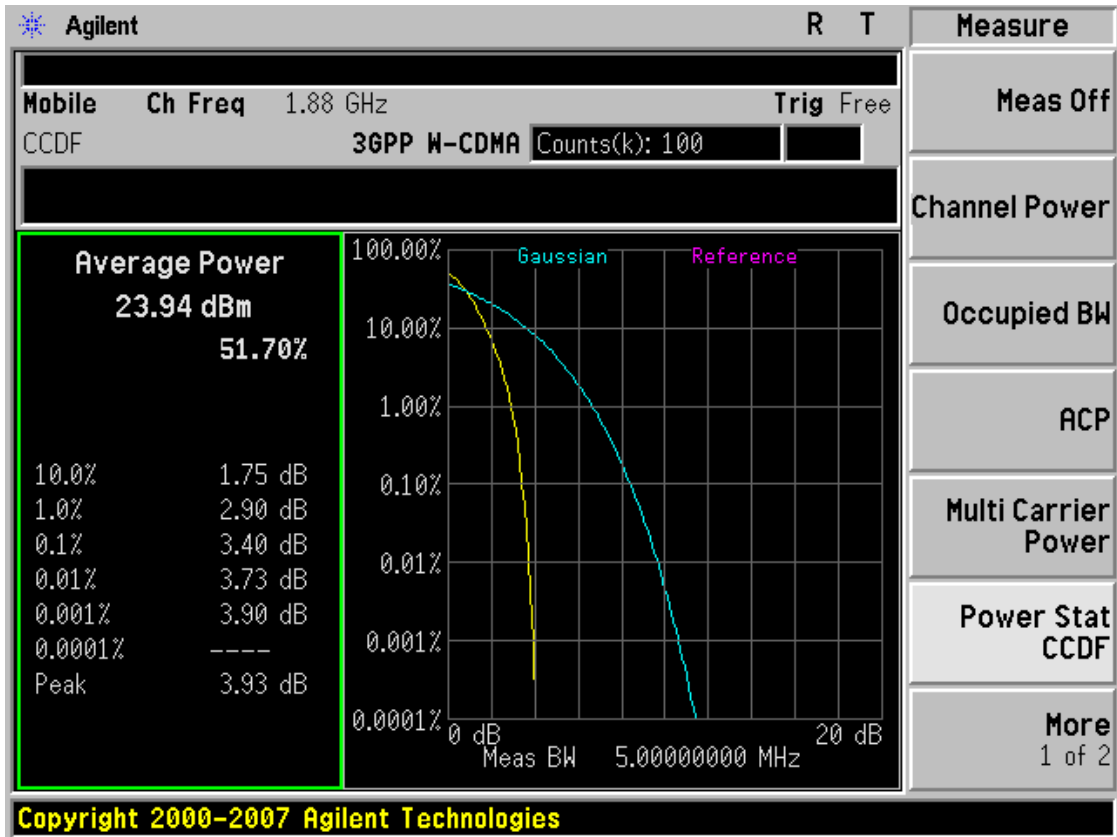 Agilent R T Measure
Mobile Ch Freq 1.88 GHz Trig Free
CCDF 3GPP W-CDMA Counts(k): 100
Average Power
23.94 dBm
51.70%
10.0% 1.75 dB
1.0% 2.90 dB
0.1% 3.40 dB
0.01% 3.73 dB
0.001% 3.90 dB
0.0001% ----
Peak 3.93 dB
100.00%
Gaussian Reference
10.00%
1.00%
0.10%
0.01%
0.001%
0.0001%
0 dB 20 dB
Meas BW 5.00000000 MHz
Meas Off
Channel Power
Occupied BW
ACP
Multi Carrier
Power
Power Stat
CCDF
More
1 of 2
Copyright 2000-2007 Agilent Technologies